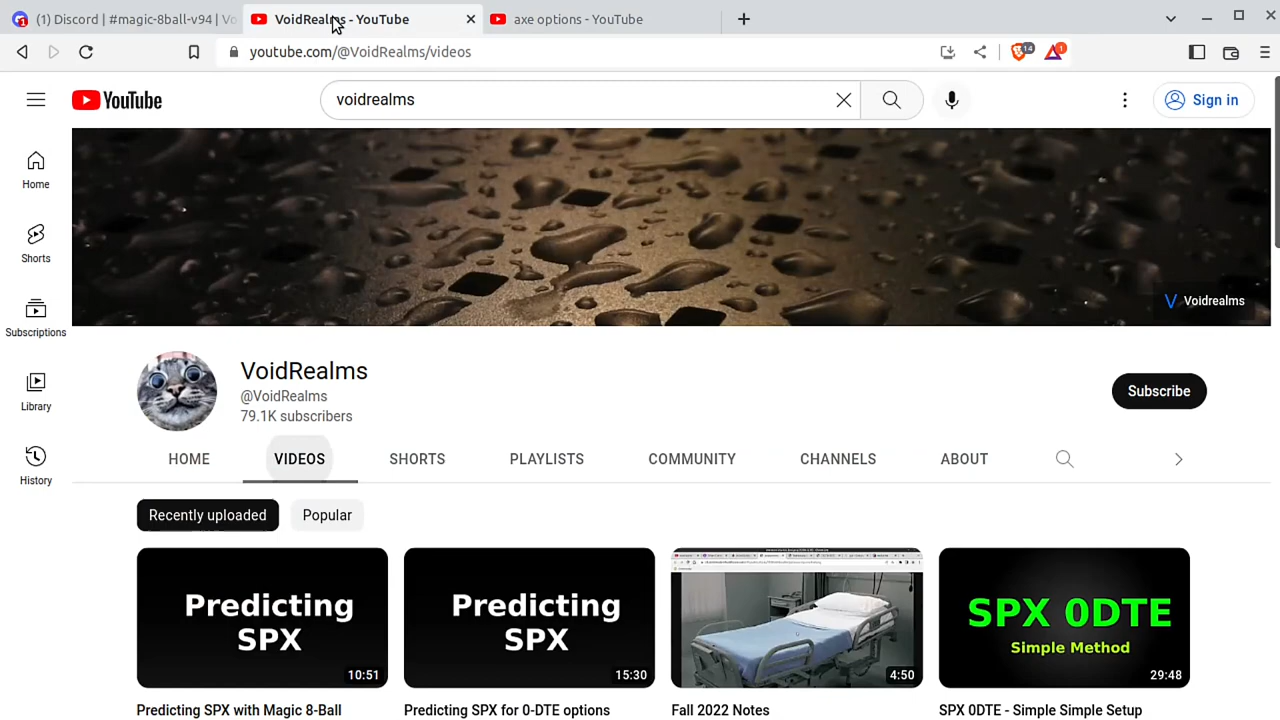 (1) Discord | #magic-8ball-v94 | Vo
VoidRealms - YouTube
axe options - YouTube
youtube.com/@VoidRealms/videos
14
1
YouTube
voidrealms
Sign in
Home
Shorts
Subscriptions
Library
History
Voidrealms
VoidRealms
@VoidRealms
79.1K subscribers
Subscribe
HOME
VIDEOS
SHORTS
PLAYLISTS
COMMUNITY
CHANNELS
ABOUT
Recently uploaded
Popular
Predicting
SPX
10:51
Predicting
SPX
15:30
4:50
SPX 0DTE
Simple Method
29:48
Predicting SPX with Magic 8-Ball
Predicting SPX for 0-DTE options
Fall 2022 Notes
SPX 0DTE - Simple Simple Setup